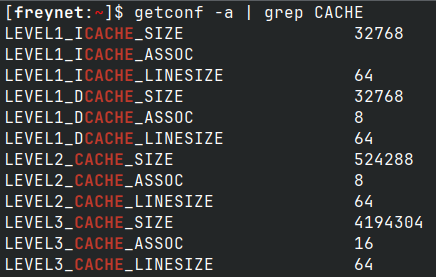 [freynet:~]$ getconf -a | grep CACHE
LEVEL1_ICACHE_SIZE                 32768
LEVEL1_ICACHE_ASSOC
LEVEL1_ICACHE_LINESIZE             64
LEVEL1_DCACHE_SIZE                 32768
LEVEL1_DCACHE_ASSOC                8
LEVEL1_DCACHE_LINESIZE             64
LEVEL2_CACHE_SIZE                  524288
LEVEL2_CACHE_ASSOC                 8
LEVEL2_CACHE_LINESIZE              64
LEVEL3_CACHE_SIZE                  4194304
LEVEL3_CACHE_ASSOC                 16
LEVEL3_CACHE_LINESIZE              64